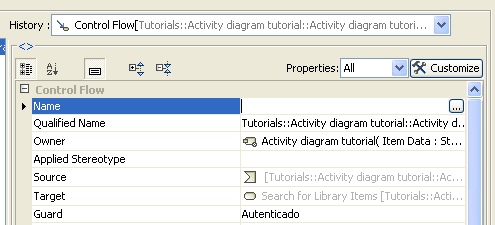 History : Control Flow[Tutorials::Activity diagram tutorial::Activity diagram tutori...
<>
Properties: All Customize
Control Flow
Name ...
Qualified Name Tutorials::Activity diagram tutorial::Activity d...
Owner Activity diagram tutorial( Item Data : St...
Applied Stereotype
Source [Tutorials::Activity diagram tutorial::Ac...
Target Search for Library Items [Tutorials::Acti...
Guard Autenticado